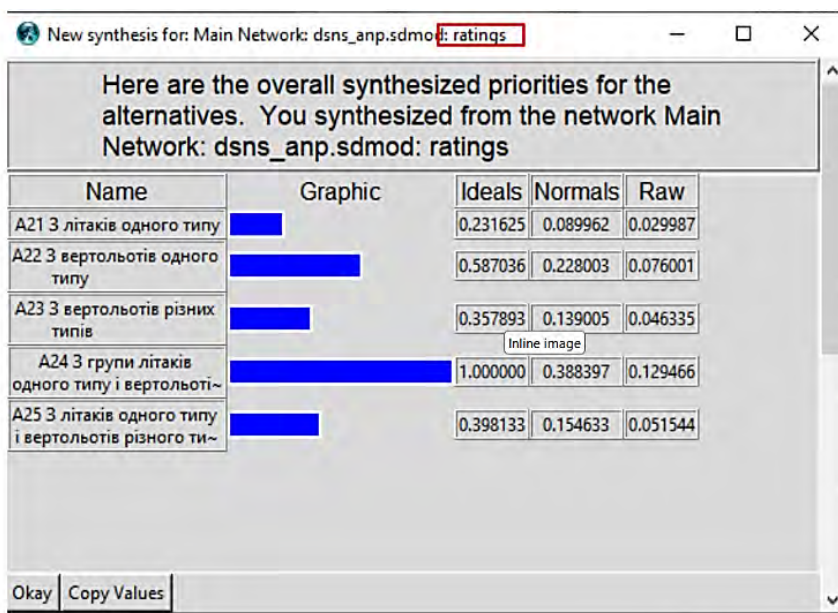 New synthesis for: Main Network: dsns_anp.sdmod: ratings
Here are the overall synthesized priorities for the
alternatives. You synthesized from the network Main
Network: dsns_anp.sdmod: ratings
Name Graphic Ideals Normals Raw
A21 З літаків одного типу 0.231625 0.089962 0.029987
A22 З вертольотів одного
типу 0.587036 0.228003 0.076001
A23 З вертольотів різних
типів 0.357893 0.139005 0.046335
Inline image
A24 З групи літаків
одного типу і вертольоті~ 1.000000 0.388397 0.129466
A25 З літаків одного типу
і вертольотів різного ти~ 0.398133 0.154633 0.051544
Okay Copy Values